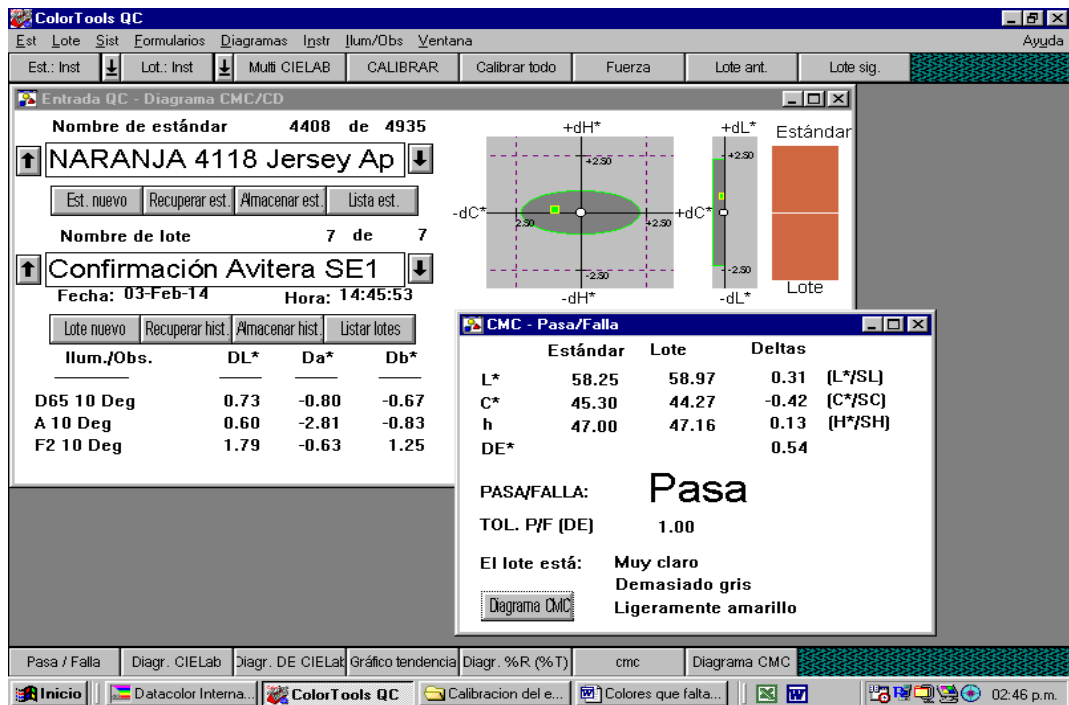 ColorTools QC
Est Lote Sist Formularios Diagramas Instr Ilum/Obs Ventana Ayuda
Est.: Inst Lot.: Inst Multi CIELAB CALIBRAR Calibrar todo Fuerza Lote ant. Lote sig.
Entrada QC - Diagrama CMC/CD
Nombre de estándar 4408 de 4935
NARANJA 4118 Jersey Ap
Est. nuevo Recuperar est. Almacenar est. Lista est.
Nombre de lote 7 de 7
Confirmación Avitera SE1
Fecha: 03-Feb-14 Hora: 14:45:53
Lote nuevo Recuperar hist. Almacenar hist. Listar lotes
Ilum./Obs. DL* Da* Db*
D65 10 Deg 0.73 -0.80 -0.67
A 10 Deg 0.60 -2.81 -0.83
F2 10 Deg 1.79 -0.63 1.25
+dH* +dL* Estándar
+2.50 +2.50
-dC* +dC*
2.50 +2.50
-2.50 -2.50
-dH* -dL* Lote
CMC - Pasa/Falla
Estándar Lote Deltas
L* 58.25 58.97 0.31 (L*/SL)
C* 45.30 44.27 -0.42 (C*/SC)
h 47.00 47.16 0.13 (H*/SH)
DE* 0.54
PASA/FALLA: Pasa
TOL. P/F (DE) 1.00
El lote está: Muy claro
Demasiado gris
Diagrama CMC Ligeramente amarillo
Pasa / Falla Diagr. CIELab Diagr. DE CIELab Gráfico tendencia Diagr. %R (%T) cmc Diagrama CMC
Inicio Datacolor Interna... ColorTools QC Calibracion del e... Colores que falta... 02:46 p.m.